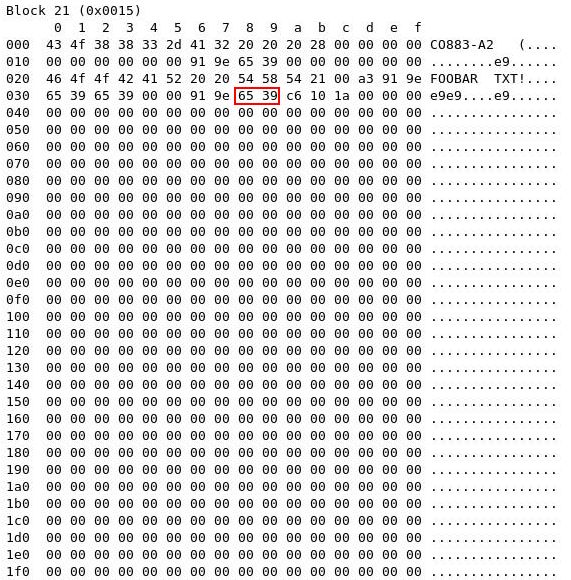 Block 21 (0x0015)
      0  1  2  3  4  5  6  7  8  9  a  b  c  d  e  f
000  43 4f 38 38 33 2d 41 32 20 20 20 28 00 00 00 00 CO883-A2   (....
010  00 00 00 00 00 00 91 9e 65 39 00 00 00 00 00 00 ........e9......
020  46 4f 4f 42 41 52 20 20 54 58 54 21 00 a3 91 9e FOOBAR  TXT!....
030  65 39 65 39 00 00 91 9e 65 39 c6 10 1a 00 00 00 e9e9....e9......
040  00 00 00 00 00 00 00 00 00 00 00 00 00 00 00 00 ................
050  00 00 00 00 00 00 00 00 00 00 00 00 00 00 00 00 ................
060  00 00 00 00 00 00 00 00 00 00 00 00 00 00 00 00 ................
070  00 00 00 00 00 00 00 00 00 00 00 00 00 00 00 00 ................
080  00 00 00 00 00 00 00 00 00 00 00 00 00 00 00 00 ................
090  00 00 00 00 00 00 00 00 00 00 00 00 00 00 00 00 ................
0a0  00 00 00 00 00 00 00 00 00 00 00 00 00 00 00 00 ................
0b0  00 00 00 00 00 00 00 00 00 00 00 00 00 00 00 00 ................
0c0  00 00 00 00 00 00 00 00 00 00 00 00 00 00 00 00 ................
0d0  00 00 00 00 00 00 00 00 00 00 00 00 00 00 00 00 ................
0e0  00 00 00 00 00 00 00 00 00 00 00 00 00 00 00 00 ................
0f0  00 00 00 00 00 00 00 00 00 00 00 00 00 00 00 00 ................
100  00 00 00 00 00 00 00 00 00 00 00 00 00 00 00 00 ................
110  00 00 00 00 00 00 00 00 00 00 00 00 00 00 00 00 ................
120  00 00 00 00 00 00 00 00 00 00 00 00 00 00 00 00 ................
130  00 00 00 00 00 00 00 00 00 00 00 00 00 00 00 00 ................
140  00 00 00 00 00 00 00 00 00 00 00 00 00 00 00 00 ................
150  00 00 00 00 00 00 00 00 00 00 00 00 00 00 00 00 ................
160  00 00 00 00 00 00 00 00 00 00 00 00 00 00 00 00 ................
170  00 00 00 00 00 00 00 00 00 00 00 00 00 00 00 00 ................
180  00 00 00 00 00 00 00 00 00 00 00 00 00 00 00 00 ................
190  00 00 00 00 00 00 00 00 00 00 00 00 00 00 00 00 ................
1a0  00 00 00 00 00 00 00 00 00 00 00 00 00 00 00 00 ................
1b0  00 00 00 00 00 00 00 00 00 00 00 00 00 00 00 00 ................
1c0  00 00 00 00 00 00 00 00 00 00 00 00 00 00 00 00 ................
1d0  00 00 00 00 00 00 00 00 00 00 00 00 00 00 00 00 ................
1e0  00 00 00 00 00 00 00 00 00 00 00 00 00 00 00 00 ................
1f0  00 00 00 00 00 00 00 00 00 00 00 00 00 00 00 00 ................